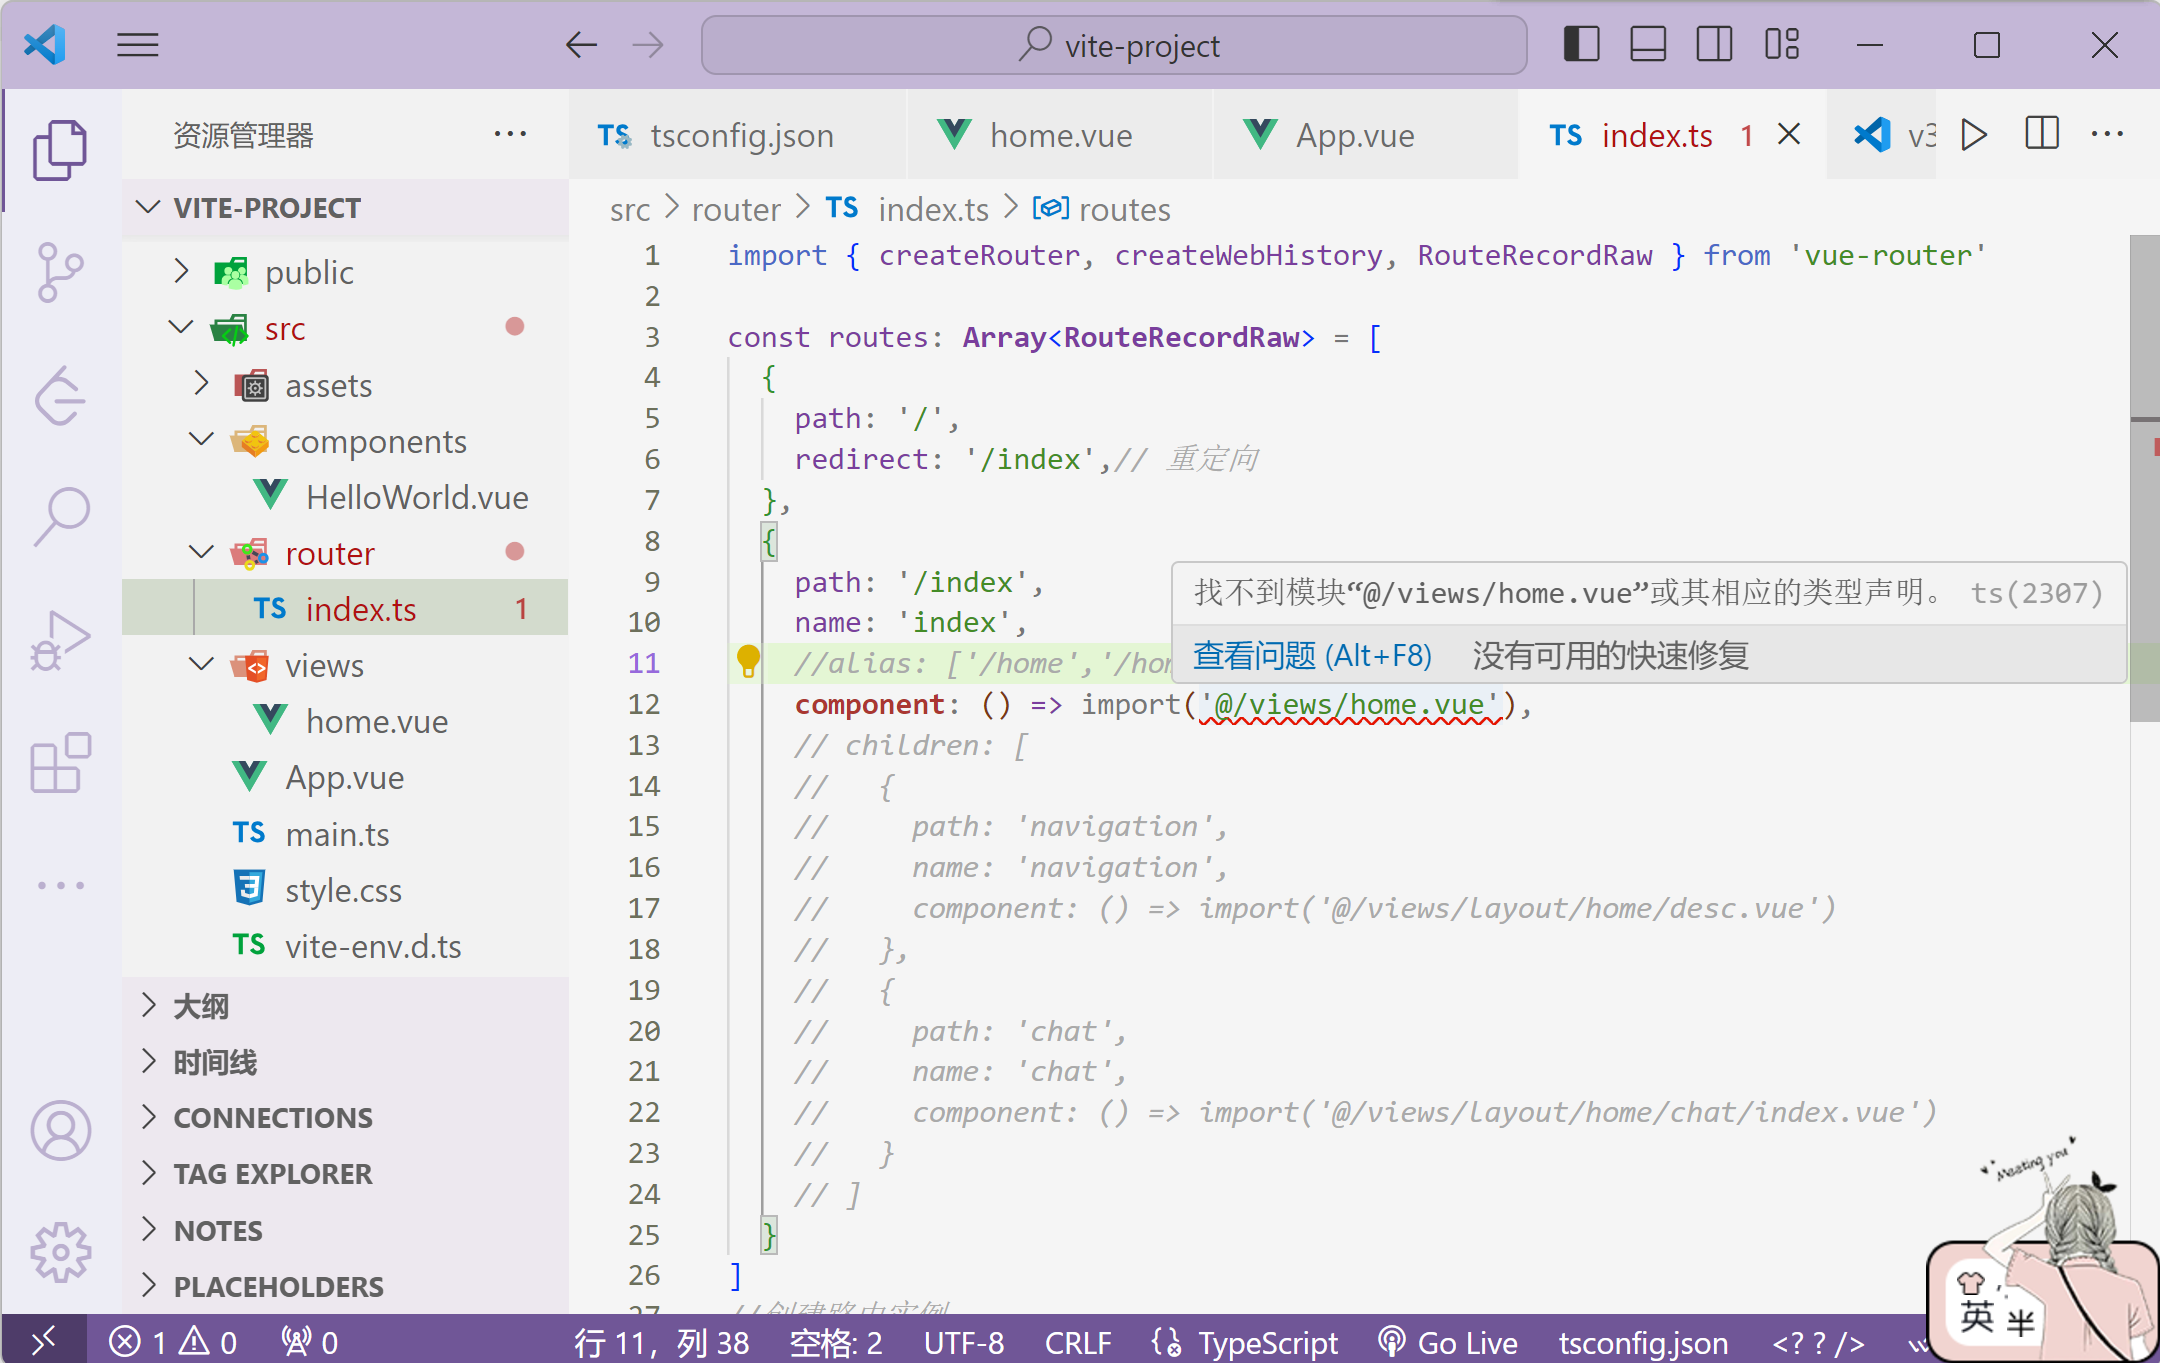 vite-project
资源管理器
VITE-PROJECT
public
src
assets
components
HelloWorld.vue
router
TS index.ts 1
views
home.vue
App.vue
TS main.ts
style.css
TS vite-env.d.ts
大纲
时间线
CONNECTIONS
TAG EXPLORER
NOTES
PLACEHOLDERS
TS tsconfig.json
home.vue
App.vue
TS index.ts 1
src > router > TS index.ts > routes
1 import { createRouter, createWebHistory, RouteRecordRaw } from 'vue-router'
2
3 const routes: Array<RouteRecordRaw> = [
4 {
5 path: '/',
6 redirect: '/index',// 重定向
7 },
8 {
9 path: '/index',
10 name: 'index',
11 //alias: ['/home','/hom
找不到模块“@/views/home.vue”或其相应的类型声明。 ts(2307)
查看问题 (Alt+F8) 没有可用的快速修复
12 component: () => import('@/views/home.vue'),
13 // children: [
14 // {
15 // path: 'navigation',
16 // name: 'navigation',
17 // component: () => import('@/views/layout/home/desc.vue')
18 // },
19 // {
20 // path: 'chat',
21 // name: 'chat',
22 // component: () => import('@/views/layout/home/chat/index.vue')
23 // }
24 // ]
25 }
26 ]
27 //创建路由实例
Meeting you
英 半
1 0 0 行 11，列 38 空格: 2 UTF-8 CRLF TypeScript Go Live tsconfig.json <? ? />